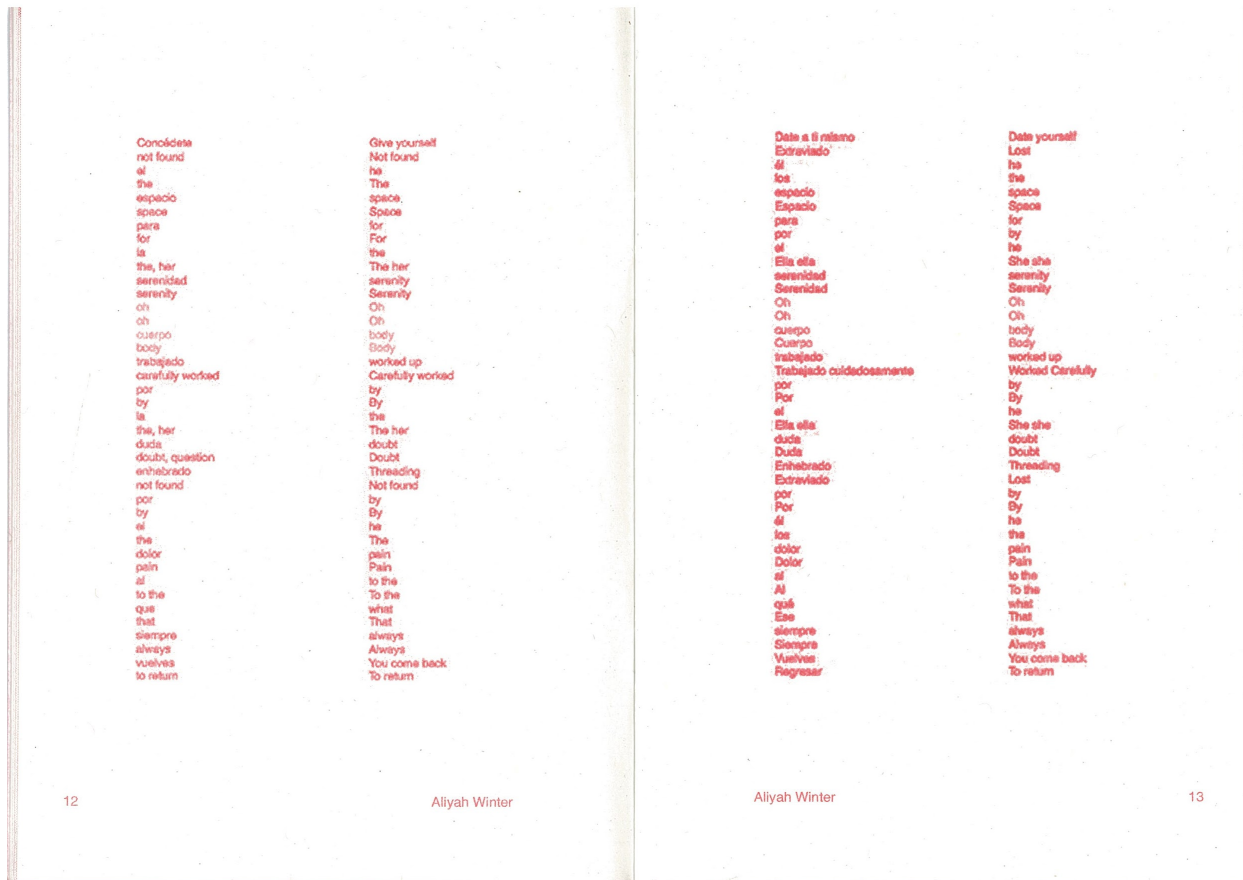 Concédete
not found
el
the
espacio
space
para
for
la
the, her
serenidad
serenity
oh
oh
cuerpo
body
trabajado
carefully worked
por
by
la
the, her
duda
doubt, question
enhebrado
not found
por
by
el
the
dolor
pain
al
to the
que
that
siempre
always
vuelves
to return
Give yourself
Not found
he
The
space.
Space
for
For
the
The her
serenity
Serenity
Oh
Oh
body
Body
worked up
Carefully worked
by
By
the
The her
doubt
Doubt
Threading
Not found
by
By
he
The
pain
Pain
to the
To the
what
That
always
Always
You come back
To return
12
Aliyah Winter
Date a ti mismo
Extraviado
él
los
espacio
Espacio
para
por
el
Ella ella
serenidad
Serenidad
Oh
Oh
cuerpo
Cuerpo
trabajado
Trabajado cuidadosamente
por
Por
el
Ella ella
duda
Duda
Enhebrado
Extraviado
por
Por
él
los
dolor
Dolor
al
Al
qué
Ese
siempre
Siempre
Vuelves
Regresar
Date yourself
Lost
he
the
space
Space
for
by
he
She she
serenity
Serenity
Oh
Oh
body
Body
worked up
Worked Carefully
by
By
he
She she
doubt
Doubt
Threading
Lost
by
By
he
the
pain
Pain
to the
To the
what
That
always
Always
You come back
To return
Aliyah Winter
13